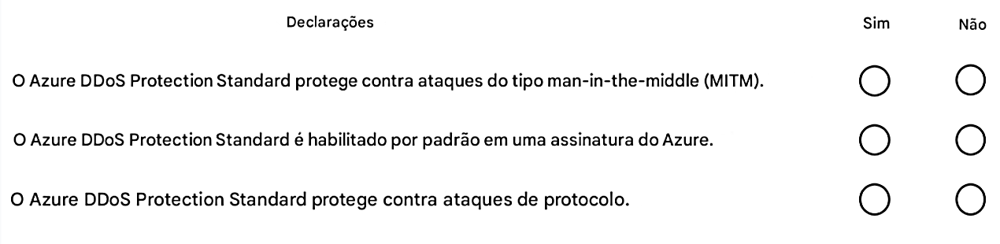 Declarações Sim Não
O Azure DDoS Protection Standard protege contra ataques do tipo man-in-the-middle (MITM).
O Azure DDoS Protection Standard é habilitado por padrão em uma assinatura do Azure.
O Azure DDoS Protection Standard protege contra ataques de protocolo.